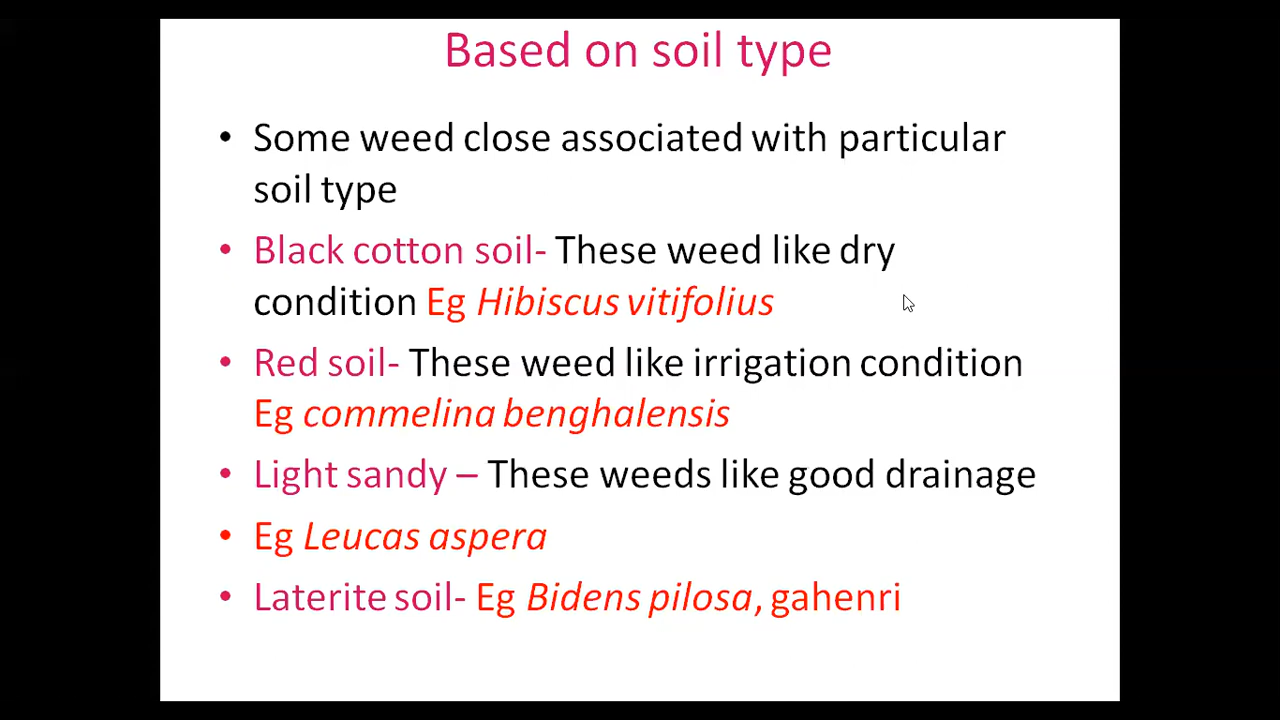 Based on soil type
• Some weed close associated with particular
soil type
• Black cotton soil- These weed like dry
condition Eg Hibiscus vitifolius
• Red soil- These weed like irrigation condition
Eg commelina benghalensis
• Light sandy – These weeds like good drainage
• Eg Leucas aspera
• Laterite soil- Eg Bidens pilosa, gahenri